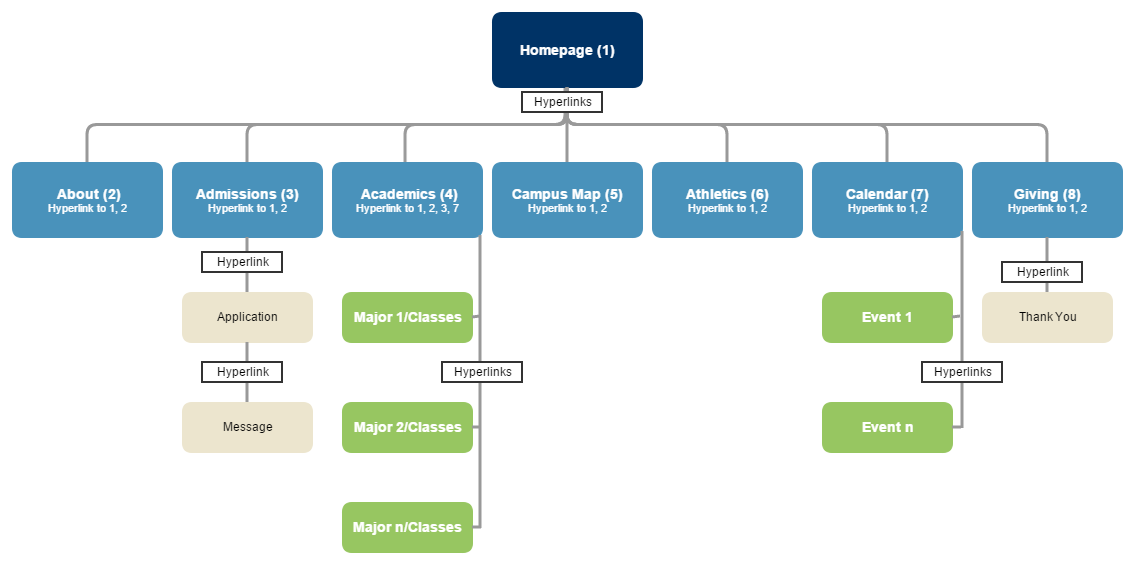 Homepage (1)
Hyperlinks
About (2)
Hyperlink to 1, 2
Admissions (3)
Hyperlink to 1, 2
Academics (4)
Hyperlink to 1, 2, 3, 7
Campus Map (5)
Hyperlink to 1, 2
Athletics (6)
Hyperlink to 1, 2
Calendar (7)
Hyperlink to 1, 2
Giving (8)
Hyperlink to 1, 2
Hyperlink
Hyperlink
Application
Major 1/Classes
Event 1
Thank You
Hyperlink
Hyperlinks
Hyperlinks
Message
Major 2/Classes
Event n
Major n/Classes